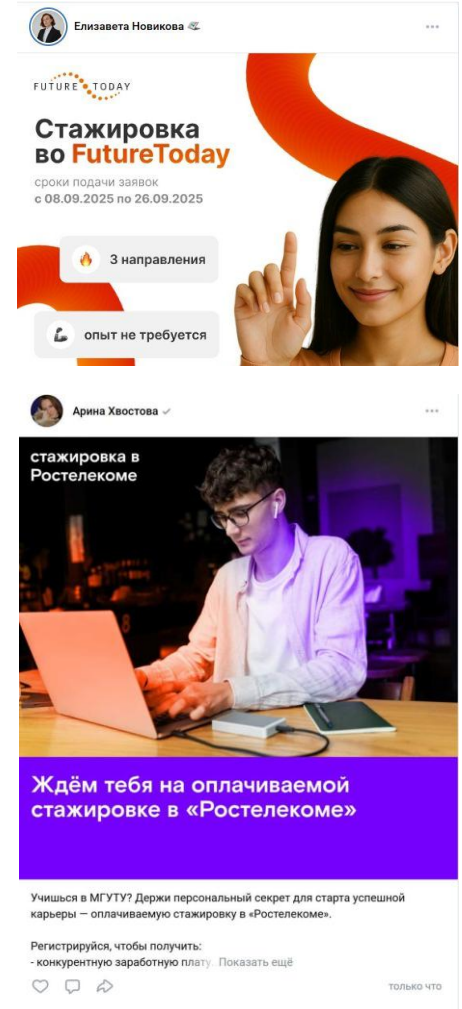 Елизавета Новикова
FUTURE TODAY
Стажировка
во FutureToday
сроки подачи заявок
с 08.09.2025 по 26.09.2025
3 направления
опыт не требуется
Арина Хвостова
стажировка в
Ростелекоме
Ждём тебя на оплачиваемой
стажировке в «Ростелекоме»
Учишься в МГУТУ? Держи персональный секрет для старта успешной
карьеры — оплачиваемую стажировку в «Ростелекоме».
Регистрируйся, чтобы получить:
- конкурентную заработную плату. Показать ещё
только что